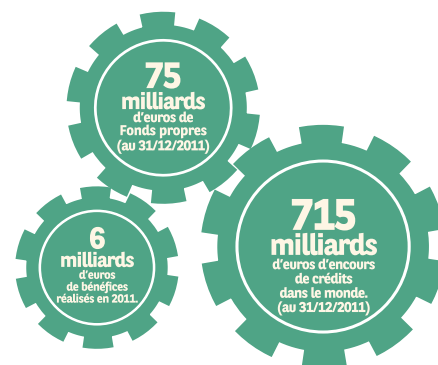 75
milliards
d'euros de
Fonds propres
(au 31/12/2011)
6
milliards
d'euros
de bénéfices
réalisés en 2011.
715
milliards
d'euros d'encours
de crédits
dans le monde.
(au 31/12/2011)